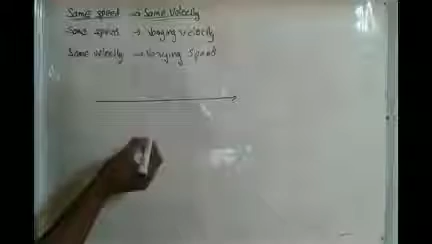 Same speed → Same Velocity
Same speed → Varying velocity
Same velocity → Varying speed